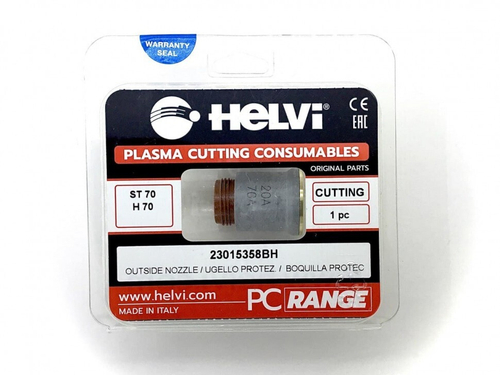 WARRANTY
SEAL
HELVi®
CE
EAC
PLASMA CUTTING CONSUMABLES
ORIGINAL PARTS
ST 70
H 70
20A
CUTTING
1 pc
23015358BH
OUTSIDE NOZZLE / UGELLO PROTEZ. / BOQUILLA PROTEC
www.helvi.com
MADE IN ITALY
PC RANGE